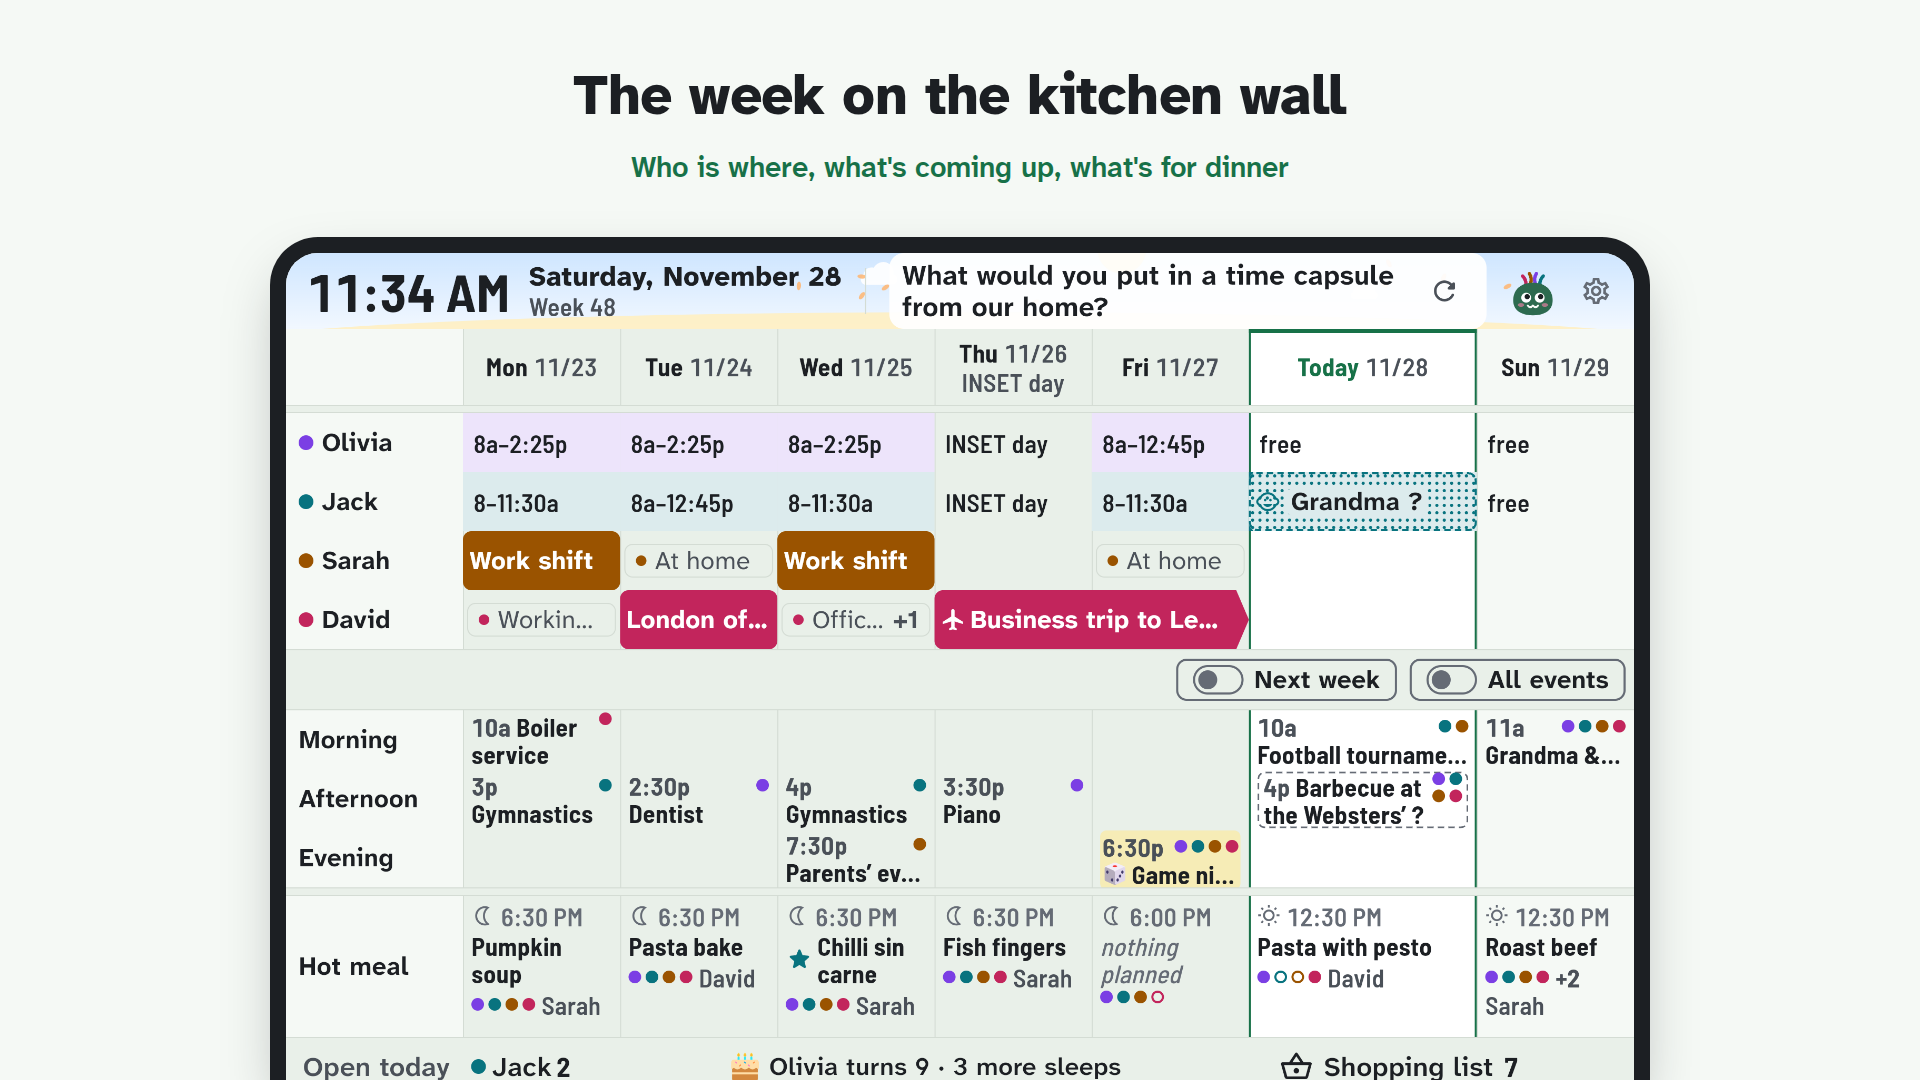 The week on the kitchen wall
Who is where, what's coming up, what's for dinner
11:34 AM
Saturday, November 28
Week 48
What would you put in a time capsule
from our home?
Mon 11/23
Tue 11/24
Wed 11/25
Thu 11/26
INSET day
Fri 11/27
Today 11/28
Sun 11/29
Olivia
8a–2:25p
8a–2:25p
8a–2:25p
INSET day
8a–12:45p
free
free
Jack
8–11:30a
8a–12:45p
8–11:30a
INSET day
8–11:30a
Grandma ?
free
Sarah
Work shift
At home
Work shift
At home
David
Workin...
London of...
Offic... +1
Business trip to Le...
Next week
All events
Morning
10a Boiler
service
10a
Football tourname...
11a
Grandma &...
Afternoon
3p
Gymnastics
2:30p
Dentist
4p
Gymnastics
3:30p
Piano
4p Barbecue at
the Websters’ ?
Evening
7:30p
Parents’ ev...
6:30p
Game ni...
Hot meal
6:30 PM
Pumpkin
soup
Sarah
6:30 PM
Pasta bake
David
6:30 PM
Chilli sin
carne
Sarah
6:30 PM
Fish fingers
Sarah
6:00 PM
nothing
planned
12:30 PM
Pasta with pesto
David
12:30 PM
Roast beef
+2
Sarah
Open today
Jack 2
Olivia turns 9 · 3 more sleeps
Shopping list 7